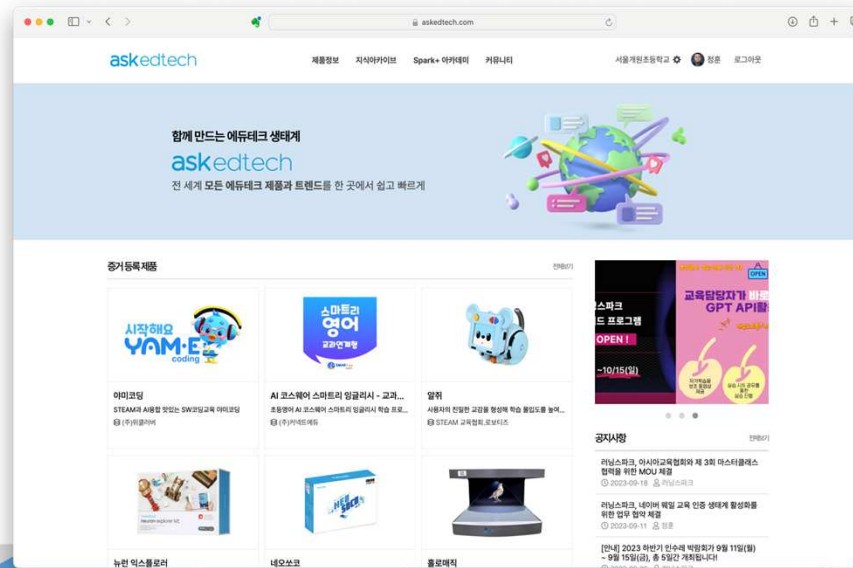 askedtech.com
askedtech
제품정보 지식아카이브 Spark+ 아카데미 커뮤니티
서울개원초등학교 정훈 로그아웃
함께 만드는 에듀테크 생태계
askedtech
전 세계 모든 에듀테크 제품과 트렌드를 한 곳에서 쉽고 빠르게
증거 등록 제품
전체보기
시작해요
YAM·E
coding
야미코딩
STEAM과 AI융합 맛있는 SW코딩교육 야미코딩
(주)위클러버
스마트리
영어
교과연계형
AI 코스웨어 스마트리 잉글리시 - 교과...
초등영어 AI 코스웨어 스마트리 잉글리시 학습 프로...
(주)커넥트에듀
알쥐
사용자의 친밀한 교감을 형성해 학습 몰입도를 높여...
STEAM 교육협회,로보티즈
뉴런 익스플로러
네오쏘코
홀로매직
스파크
드 프로그램
OPEN !
~10/15(일)
OPEN
교육담당자가 바로
GPT API활
공지사항
전체보기
러닝스파크, 아시아교육협회와 제 3회 마스터클래스
협력을 위한 MOU 체결
2023-09-18 러닝스파크
러닝스파크, 네이버 웨일 교육 인증 생태계 활성화를
위한 업무 협약 체결
2023-09-11 정훈
[안내] 2023 하반기 인수레 박람회가 9월 11일(월)
~ 9월 15일(금), 총 5일간 개최됩니다!